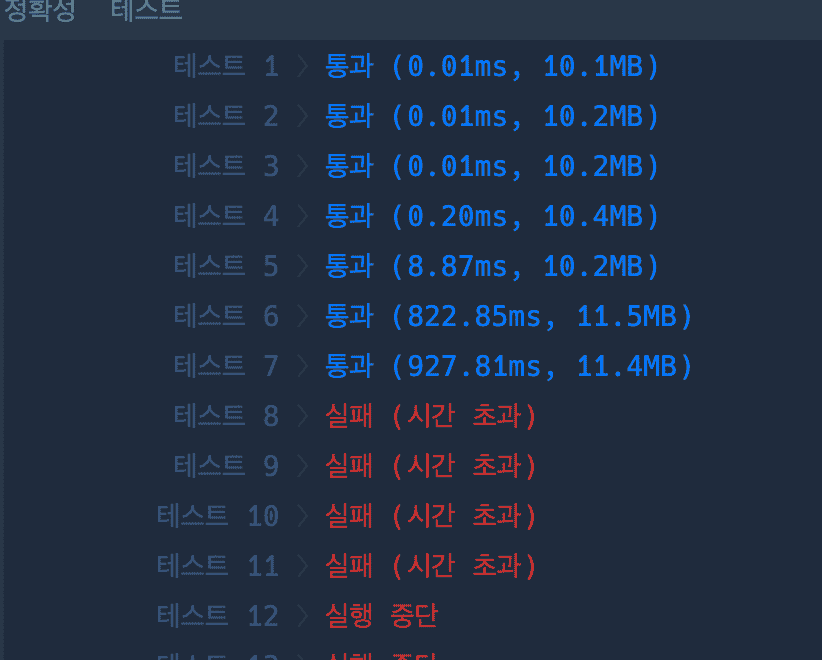 정확성 테스트
테스트 1 〉 통과 (0.01ms, 10.1MB)
테스트 2 〉 통과 (0.01ms, 10.2MB)
테스트 3 〉 통과 (0.01ms, 10.2MB)
테스트 4 〉 통과 (0.20ms, 10.4MB)
테스트 5 〉 통과 (8.87ms, 10.2MB)
테스트 6 〉 통과 (822.85ms, 11.5MB)
테스트 7 〉 통과 (927.81ms, 11.4MB)
테스트 8 〉 실패 (시간 초과)
테스트 9 〉 실패 (시간 초과)
테스트 10 〉 실패 (시간 초과)
테스트 11 〉 실패 (시간 초과)
테스트 12 〉 실행 중단